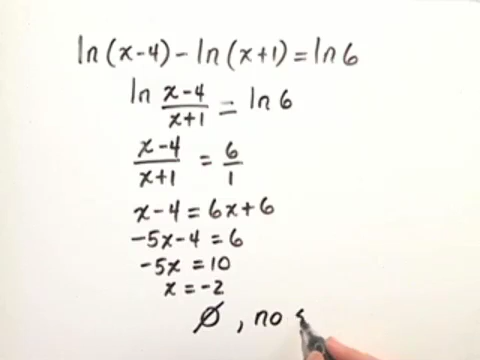 ln(x-4) - ln(x+1) = ln 6
ln (x-4)/(x+1) = ln 6
(x-4)/(x+1) = 6/1
x-4 = 6x+6
-5x-4 = 6
-5x = 10
x = -2
∅, no